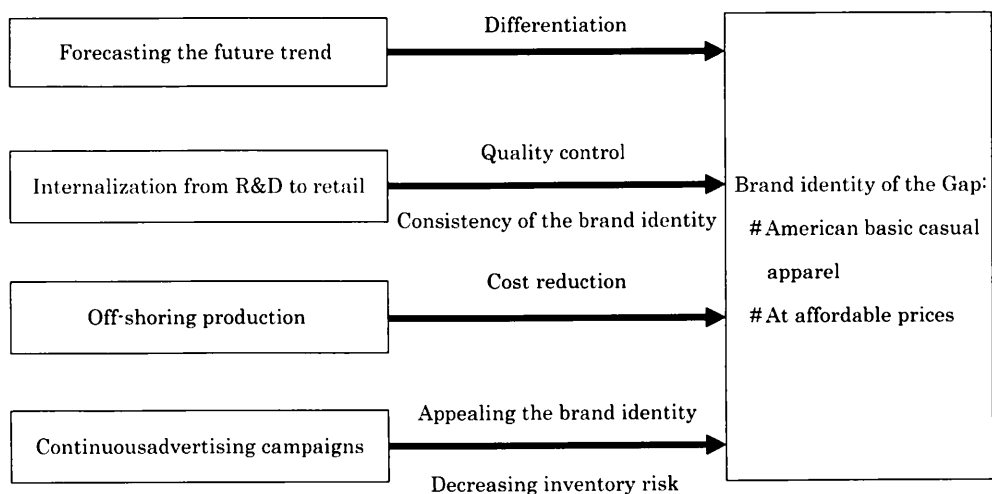 Differentiation
Forecasting the future trend
Quality control
Internalization from R&D to retail
Consistency of the brand identity
Cost reduction
Off-shoring production
Appealing the brand identity
Continuousadvertising campaigns
Decreasing inventory risk
Brand identity of the Gap:
#American basic casual
apparel
#At affordable prices